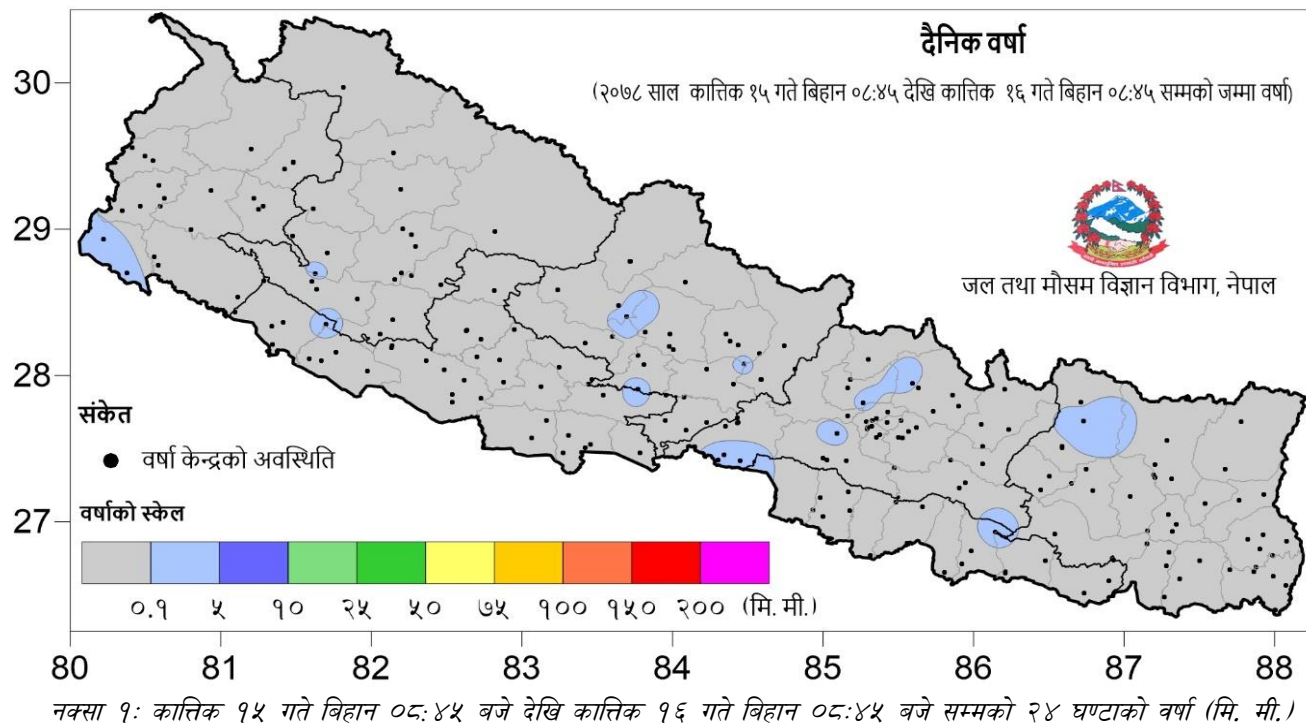 दैनिक वर्षा
(२०७८ साल कात्तिक १५ गते बिहान ०८:४५ देखि कात्तिक १६ गते बिहान ०८:४५ सम्मको जम्मा वर्षा)
जल तथा मौसम विज्ञान विभाग, नेपाल
30
29
28
27
संकेत
वर्षा केन्द्रको अवस्थिति
वर्षाको स्केल
०.१ ५ १० २५ ५० ७५ १०० १५० २०० (मि. मी.)
80 81 82 83 84 85 86 87 88
नक्सा १: कात्तिक १५ गते बिहान ०८:४५ बजे देखि कात्तिक १६ गते बिहान ०८:४५ बजे सम्मको २४ घण्टाको वर्षा (मि. मी.)